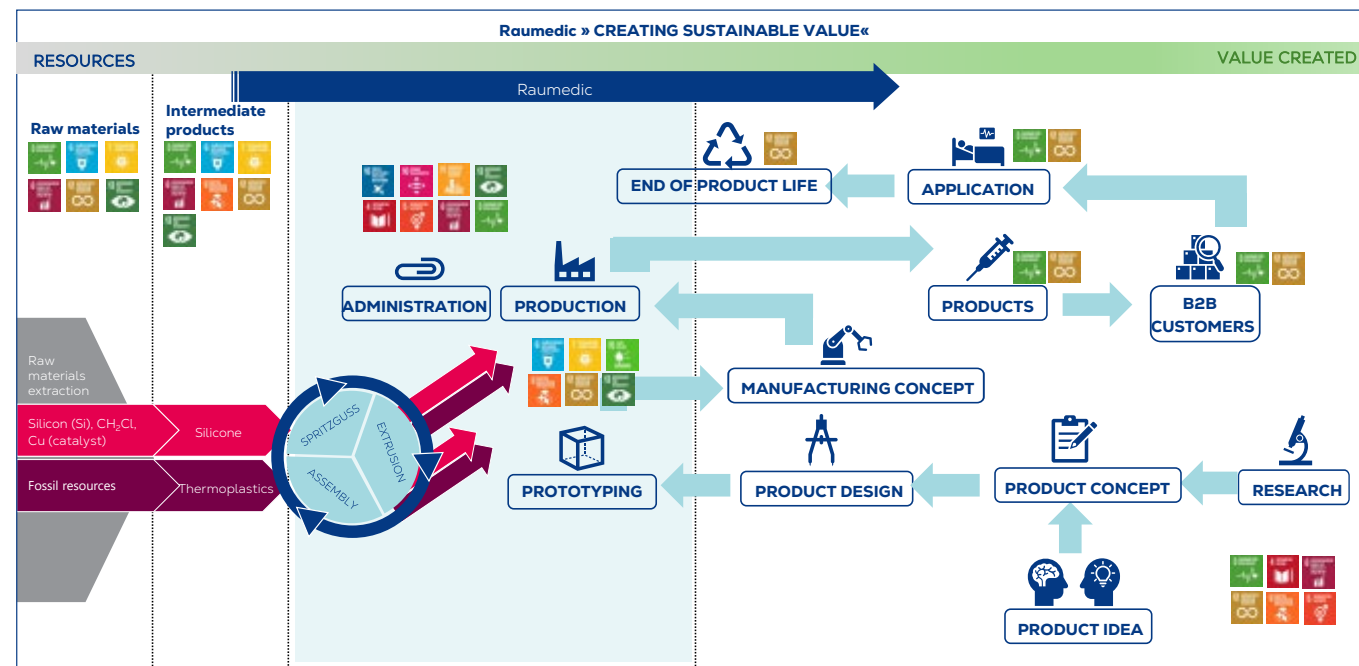 Raumedic » CREATING SUSTAINABLE VALUE«
RESOURCES
VALUE CREATED
Raumedic
Raw materials
Intermediate
products
END OF PRODUCT LIFE
APPLICATION
ADMINISTRATION
PRODUCTION
PRODUCTS
B2B
CUSTOMERS
Raw
materials
extraction
MANUFACTURING CONCEPT
Silicon (Si), CH₂Cl,
Cu (catalyst)
Silicone
SPRITZGUSS
EXTRUSION
ASSEMBLY
Fossil resources
Thermoplastics
PROTOTYPING
PRODUCT DESIGN
PRODUCT CONCEPT
RESEARCH
PRODUCT IDEA